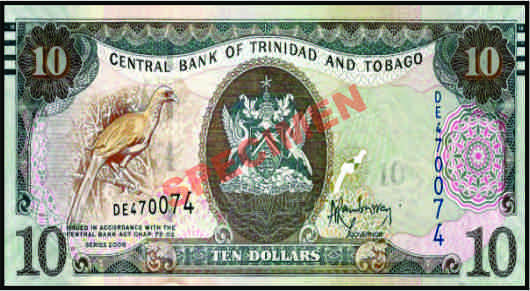 10
10
CENTRAL BANK OF TRINIDAD AND TOBAGO
SPECIMEN
DE470074
DE470074
10
ISSUED IN ACCORDANCE WITH THE
CENTRAL BANK ACT CHAP. 79:02
SERIES 2006
GOVERNOR
10
TEN DOLLARS
10